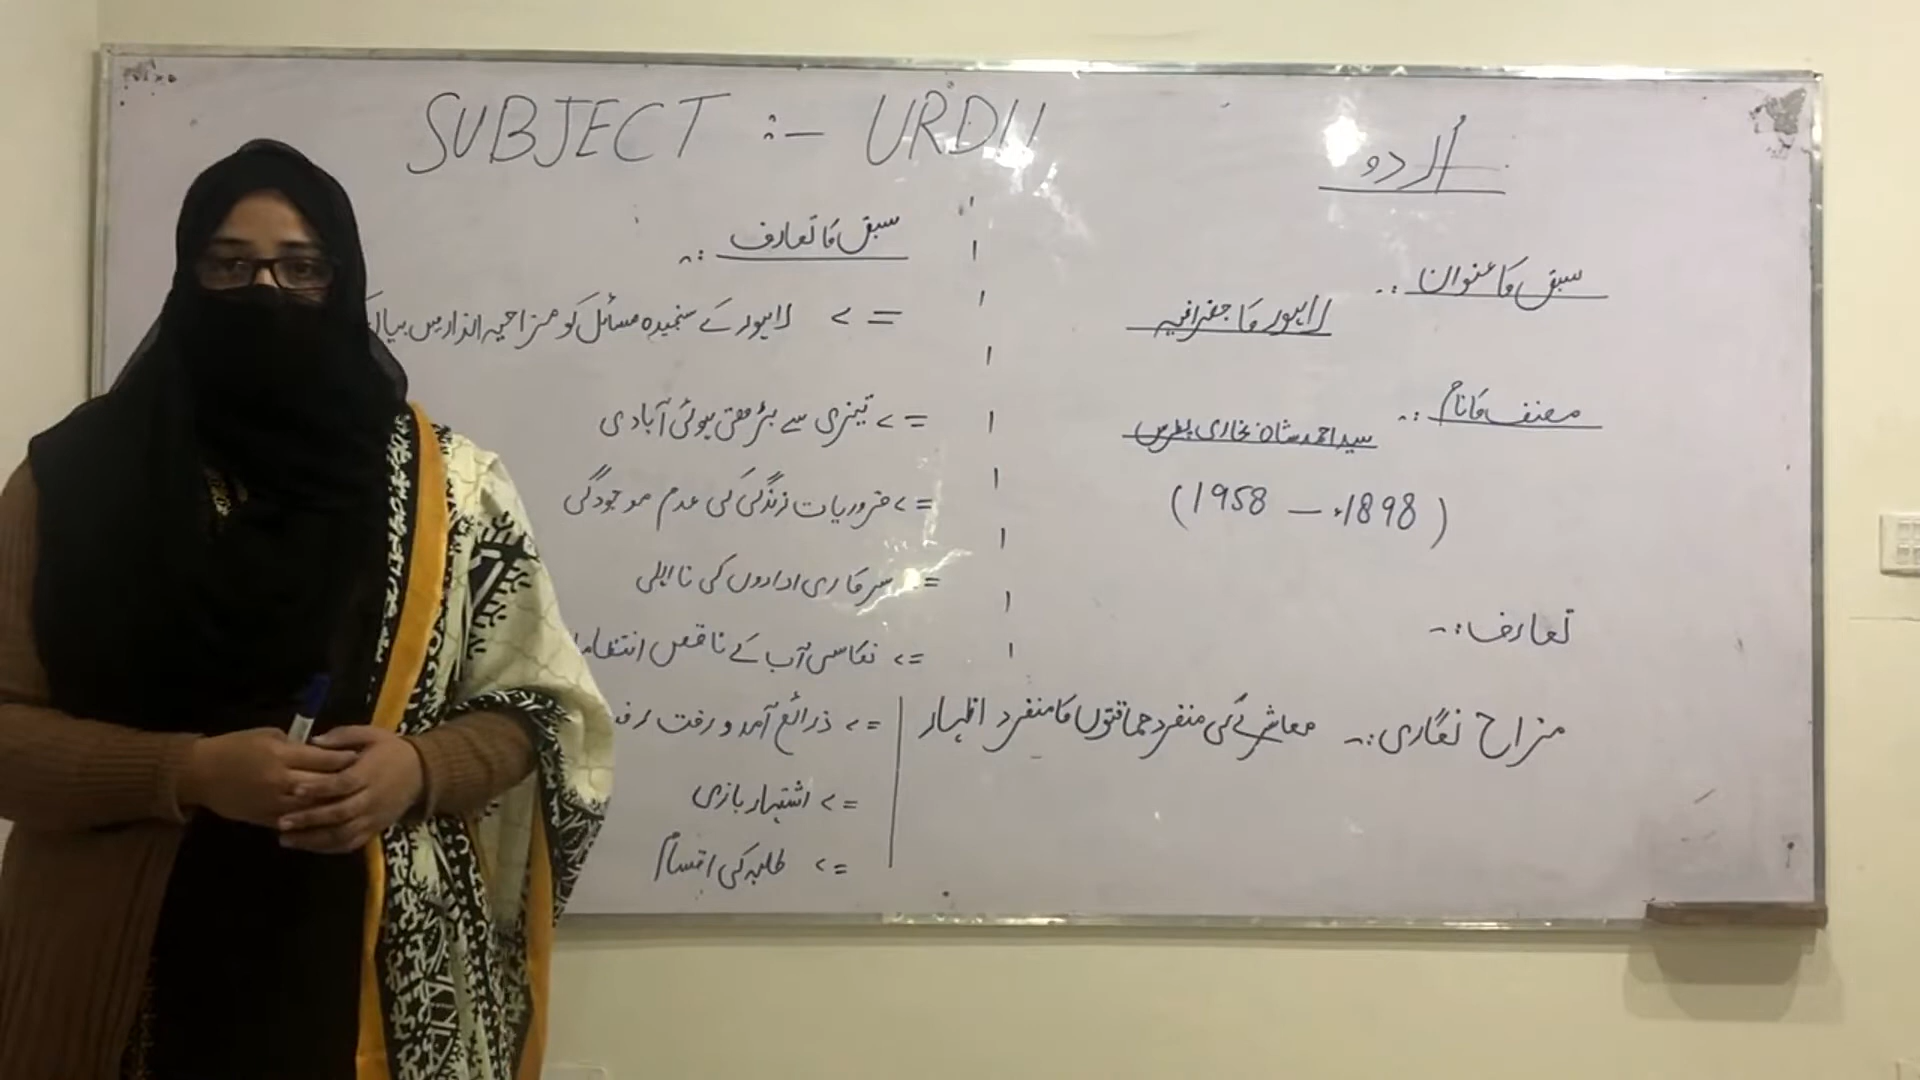 SUBJECT :- URDU
اُردو
سبق کا عنوان :-
لاہور کا جغرافیہ
مصنف کا نام :-
سید احمد شاہ بخاری پطرس
(1898ء - 1958)
تعارف :-
مزاح نگاری :- معاشرے کی منفرد حماقتوں کا منفرد اظہار
سبق کا تعارف :-
=> لاہور کے سنجیدہ مسائل کو مزاحیہ انداز میں
=> تیزی سے بڑھتی ہوئی آبادی
=> ضروریات زندگی کی عدم موجودگی
= سرکاری اداروں کی نااہلی
=> نکاسی آب کے ناقص
=> ذرائع آمد و رفت
=> اشتہار بازی
=> طلبہ کی اقسام